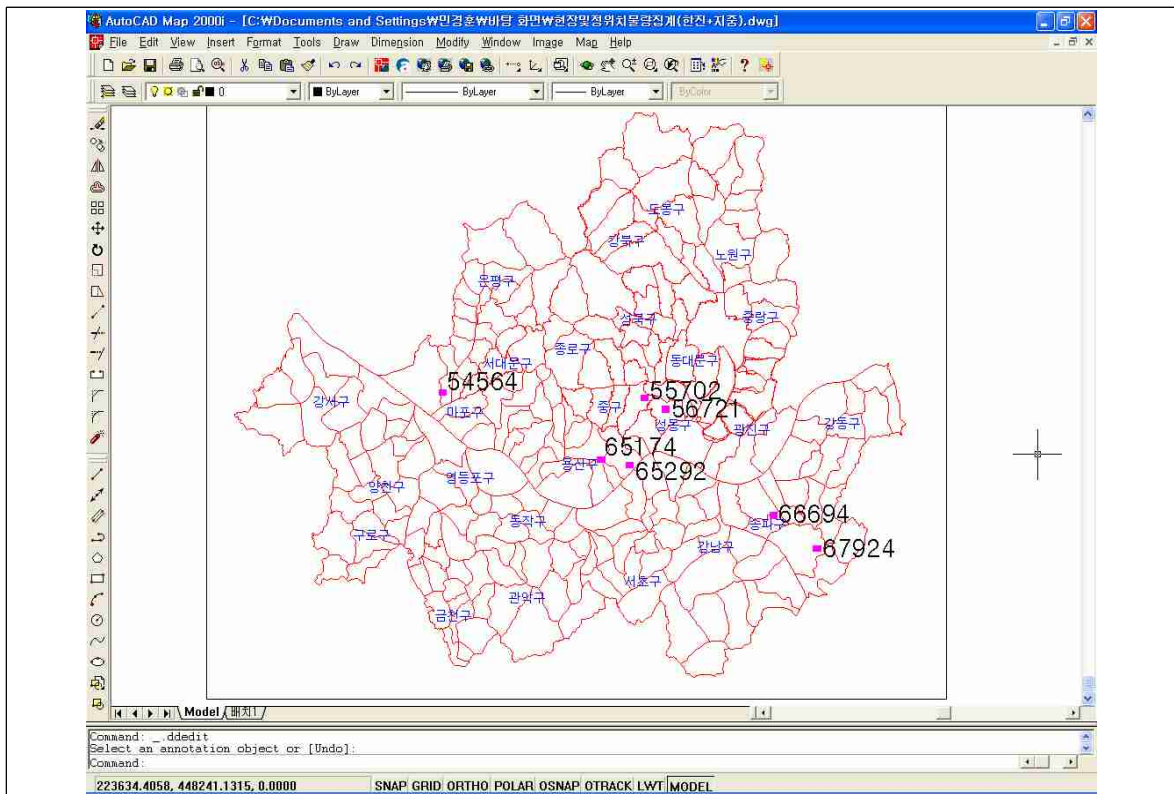 AutoCAD Map 2000i - [C:₩Documents and Settings₩민경훈₩바탕 화면₩현장및정위치물량집계(한진+지중).dwg]
File Edit View Insert Format Tools Draw Dimension Modify Window Image Map Help
0 ByLayer ByLayer ByLayer ByColor
도봉구
강북구
노원구
은평구
성북구 중랑구
종로구
서대문구 동대문구
54564 55702
강서구 마포구 중구 56721
성동구 광진구 강동구
65174
용산구 65292
영등포구
양천구
66694
동작구 송파구
구로구 강남구 67924
서초구
관악구
금천구
Model 배치1
Command: _.ddedit
Select an annotation object or [Undo]:
Command:
223634.4058, 448241.1315, 0.0000 SNAP GRID ORTHO POLAR OSNAP OTRACK LWT MODEL